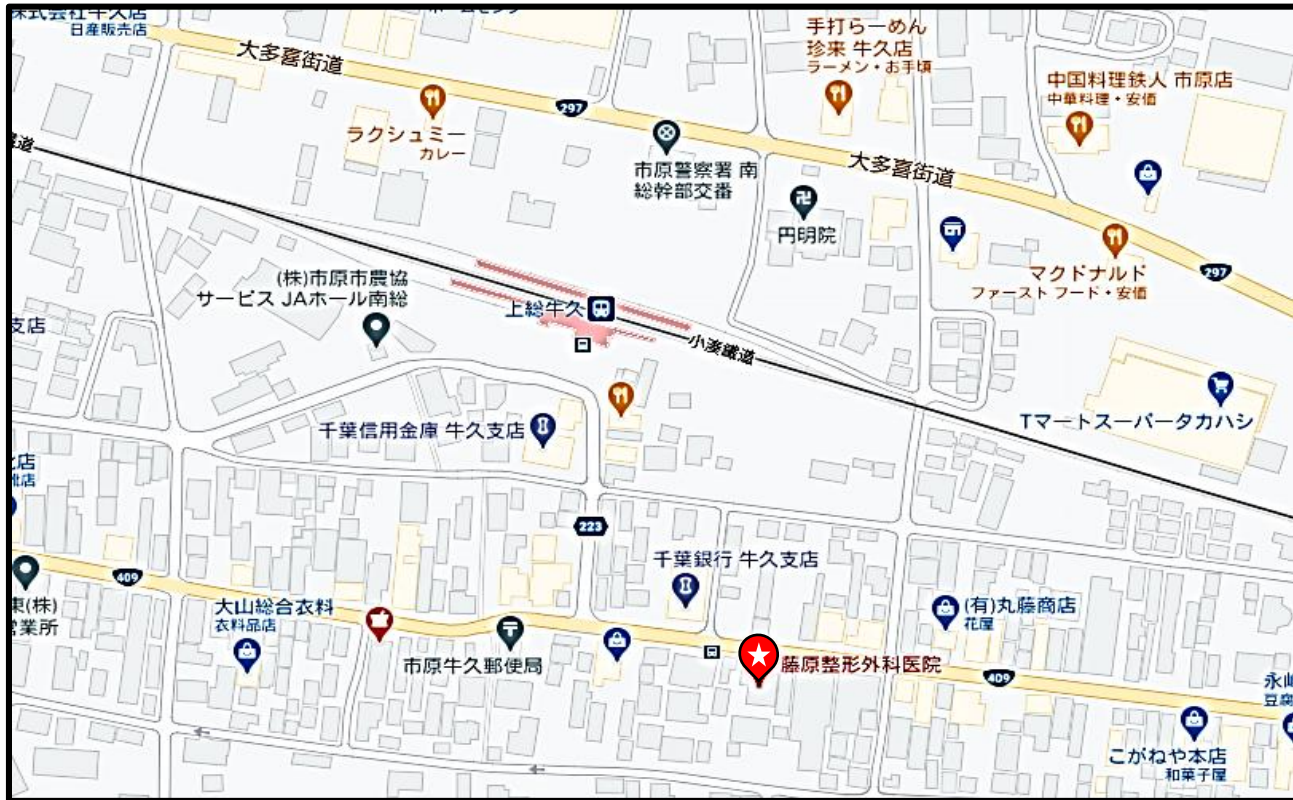 株式会社牛久店
日産販売店
大多喜街道
297
手打らーめん
珍来 牛久店
ラーメン・お手頃
中国料理鉄人 市原店
中華料理・安価
ラクシュミー
カレー
市原警察署 南
総幹部交番
大多喜街道
円明院
マクドナルド
ファースト フード・安価
297
(株)市原市農協
サービス JAホール南総
支店
上総牛久
小湊鐵道
Tマートスーパータカハシ
千葉信用金庫 牛久支店
223
千葉銀行 牛久支店
409
大山総合衣料
衣料品店
(有)丸藤商店
花屋
東(株)
営業所
市原牛久郵便局
藤原整形外科医院
409
こがねや本店
和菓子屋